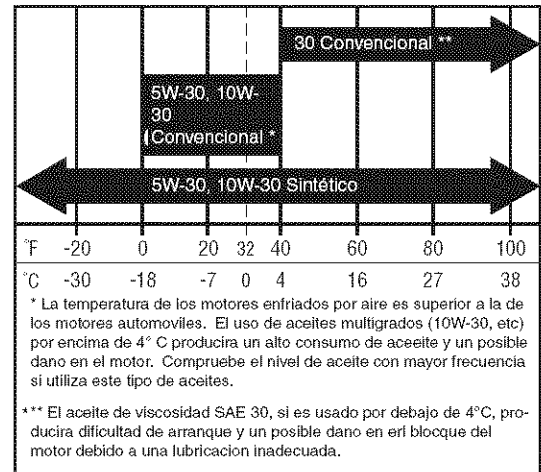 30 Convencional **
5W-30, 10W-
30
(Convencional *
5W-30, 10W-30 Sintético
°F -20 0 20 32 40 60 80 100
°C -30 -18 -7 0 4 16 27 38
* La temperatura de los motores enfriados por aire es superior a la de
los motores automoviles. El uso de aceites multigrados (10W-30, etc)
por encima de 4° C producira un alto consumo de aceeite y un posible
dano en el motor. Compruebe el nivel de aceite con mayor frecuencia
si utiliza este tipo de aceites.
*** El aceite de viscosidad SAE 30, si es usado por debajo de 4°C, pro-
ducira dificultad de arranque y un posible dano en erl blocque del
motor debido a una lubricacion inadecuada.